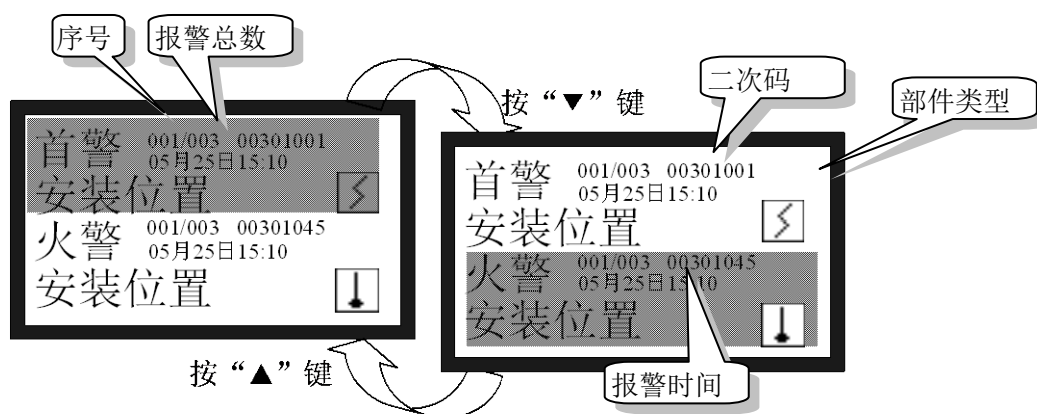 序号
报警总数
二次码
部件类型
按“▼”键
首警 001/003 00301001
05月25日15:10
安装位置
火警 001/003 00301045
05月25日15:10
安装位置
首警 001/003 00301001
05月25日15:10
安装位置
火警 001/003 00301045
05月25日15:10
安装位置
按“▲”键
报警时间